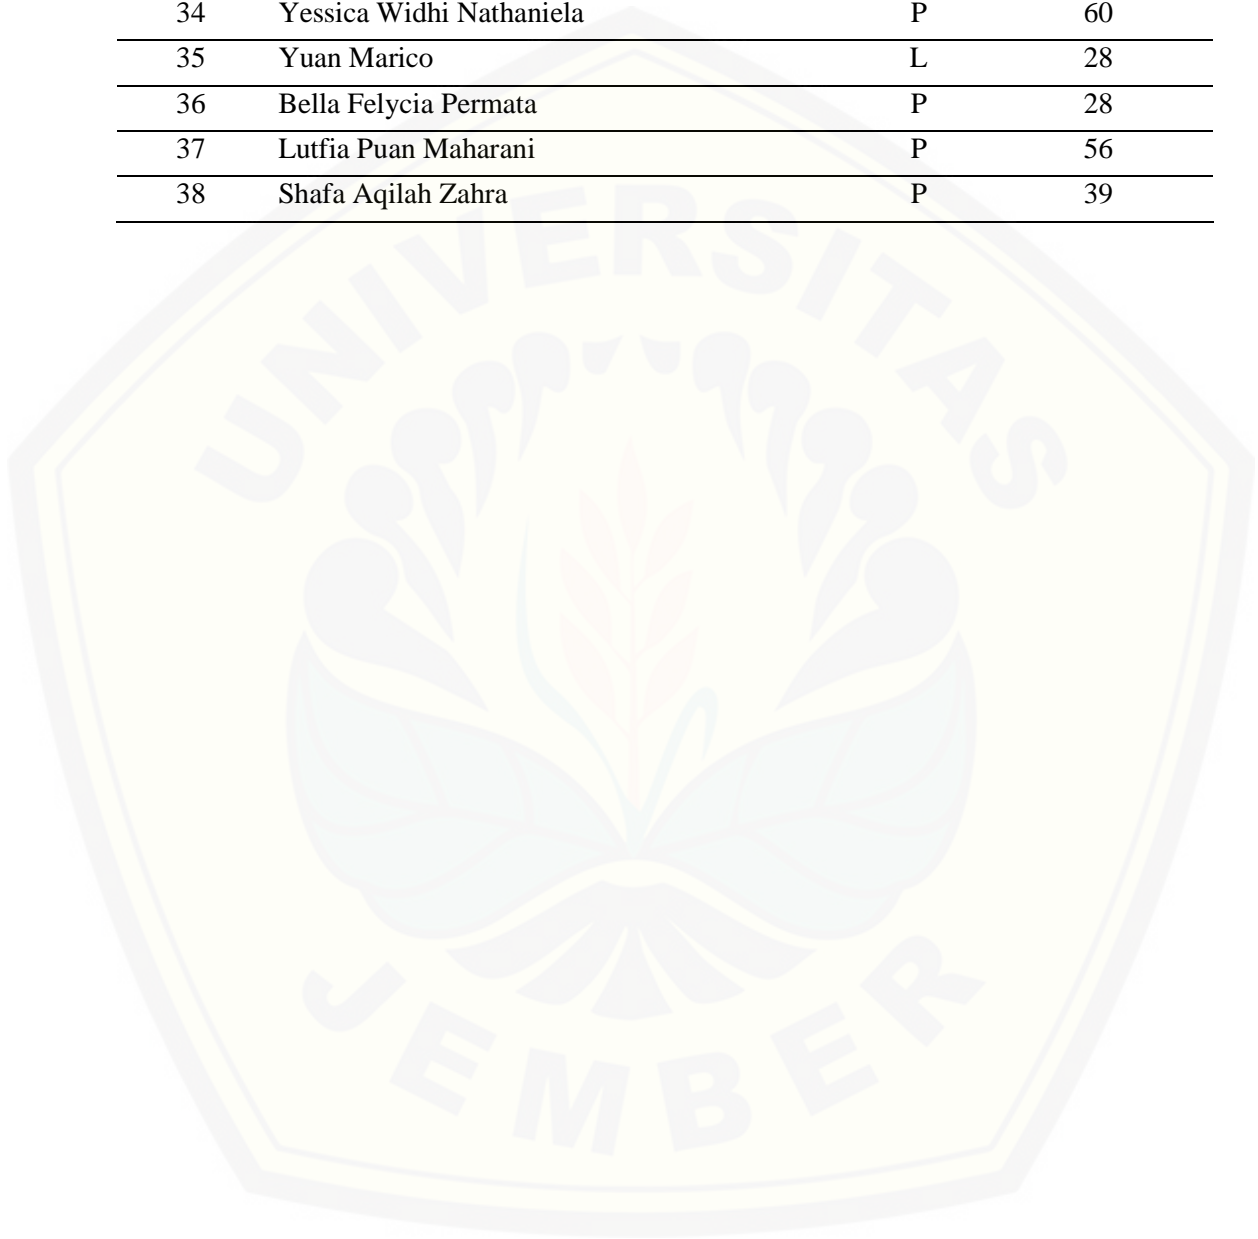 34 Yessica Widhi Nathaniela P 60
35 Yuan Marico L 28
36 Bella Felycia Permata P 28
37 Lutfia Puan Maharani P 56
38 Shafa Aqilah Zahra P 39
UNIVERSITAS
JEMBER